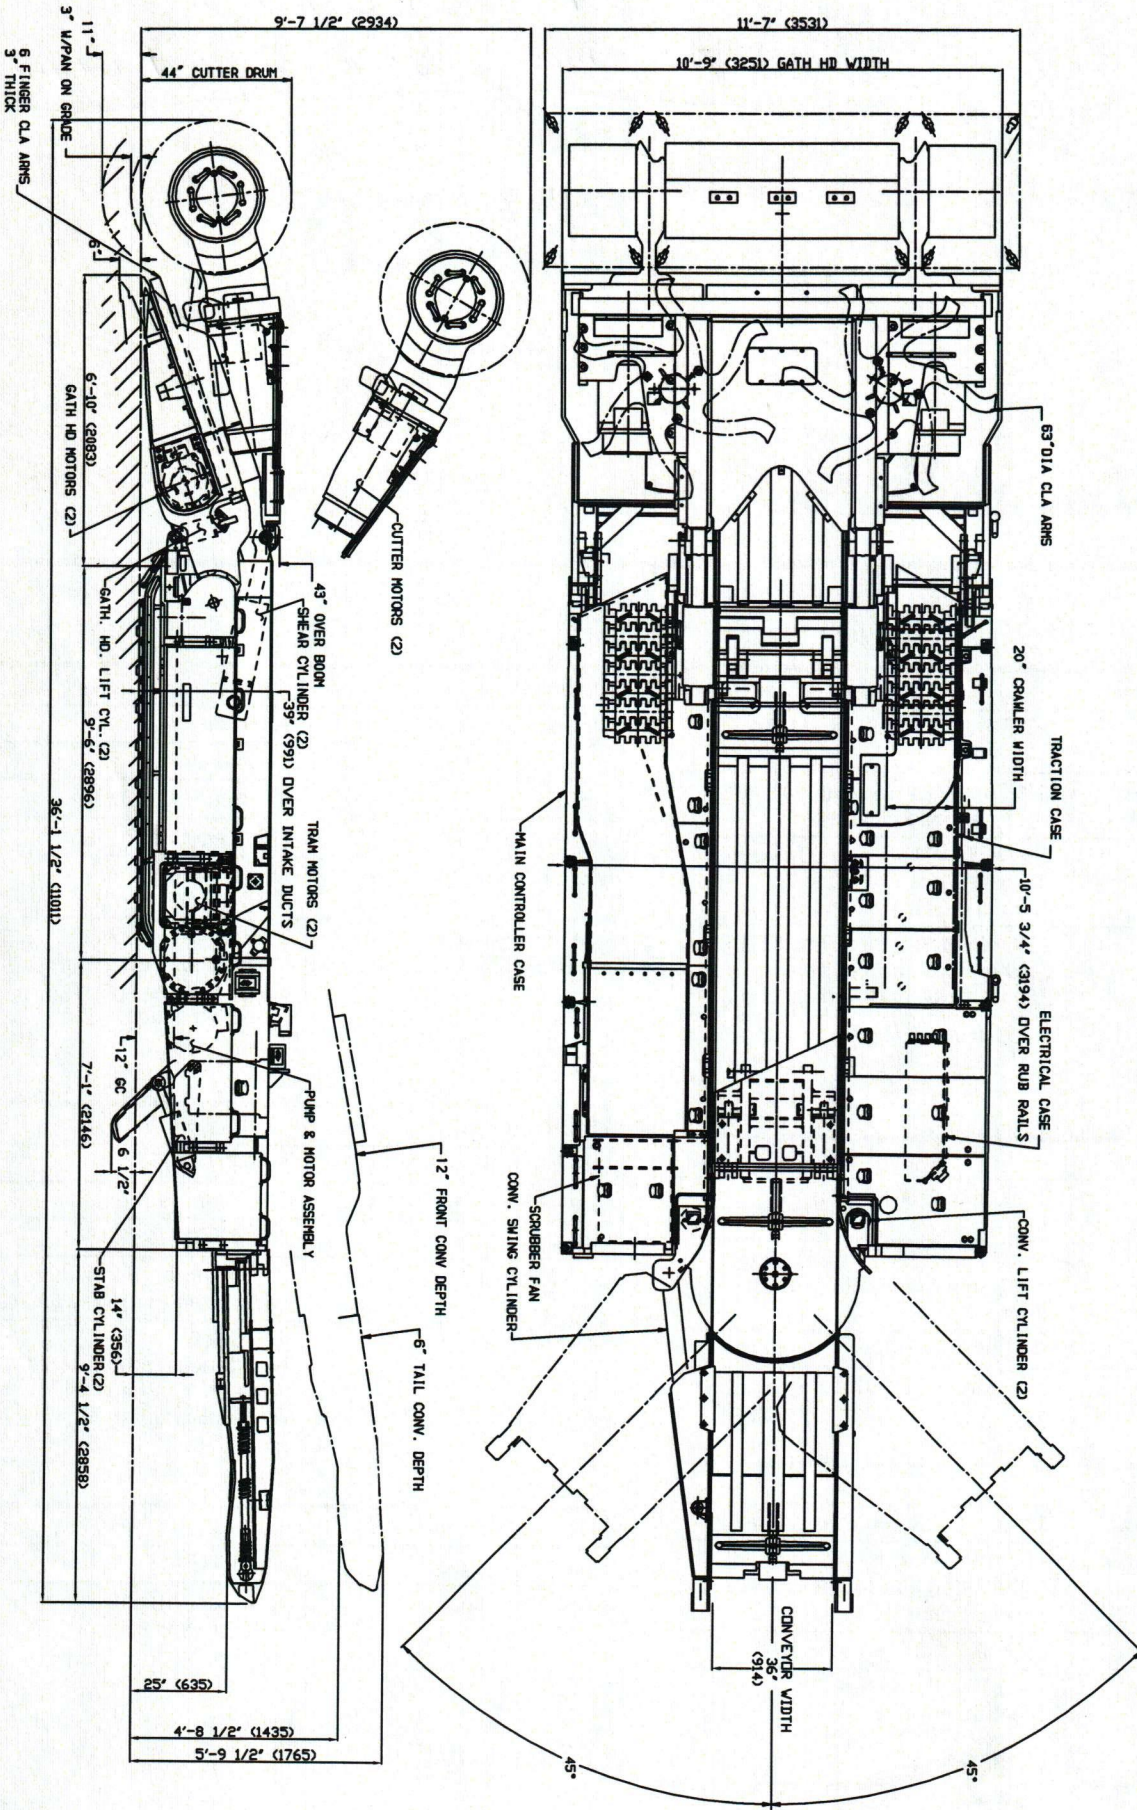 9'-7 1/2" (2934)
11'-7" (3531)
10'-9" (3251) GATH HD WIDTH
44" CUTTER DRUM
11"
3" W/PAN ON GRADE
6 FINGER CLA ARMS
3" THICK
6"
6'-10" (2083)
GATH HD MOTORS (2)
CUTTER MOTORS (2)
63"DIA CLA ARMS
43" OVER BOOM
SHEAR CYLINDER (2)
39" (991) OVER INTAKE DUCTS
GATH. HD. LIFT CYL. (2)
9'-6" (2896)
36'-1 1/2" (11011)
TRAM MOTORS (2)
20" CRAWLER WIDTH
TRACTION CASE
MAIN CONTROLLER CASE
10'-5 3/4" (3194) OVER RUB RAILS
ELECTRICAL CASE
12" GC
7'-1" (2146)
6 1/2"
PUMP & MOTOR ASSEMBLY
12" FRONT CONV DEPTH
SCRUBBER FAN
CONV. SWING CYLINDER
CONV. LIFT CYLINDER (2)
14" (356)
STAB CYLINDER(2)
6" TAIL CONV. DEPTH
9'-4 1/2" (2858)
CONVEYOR WIDTH
36"
(914)
25" (635)
4'-8 1/2" (1435)
5'-9 1/2" (1765)
45°
45°